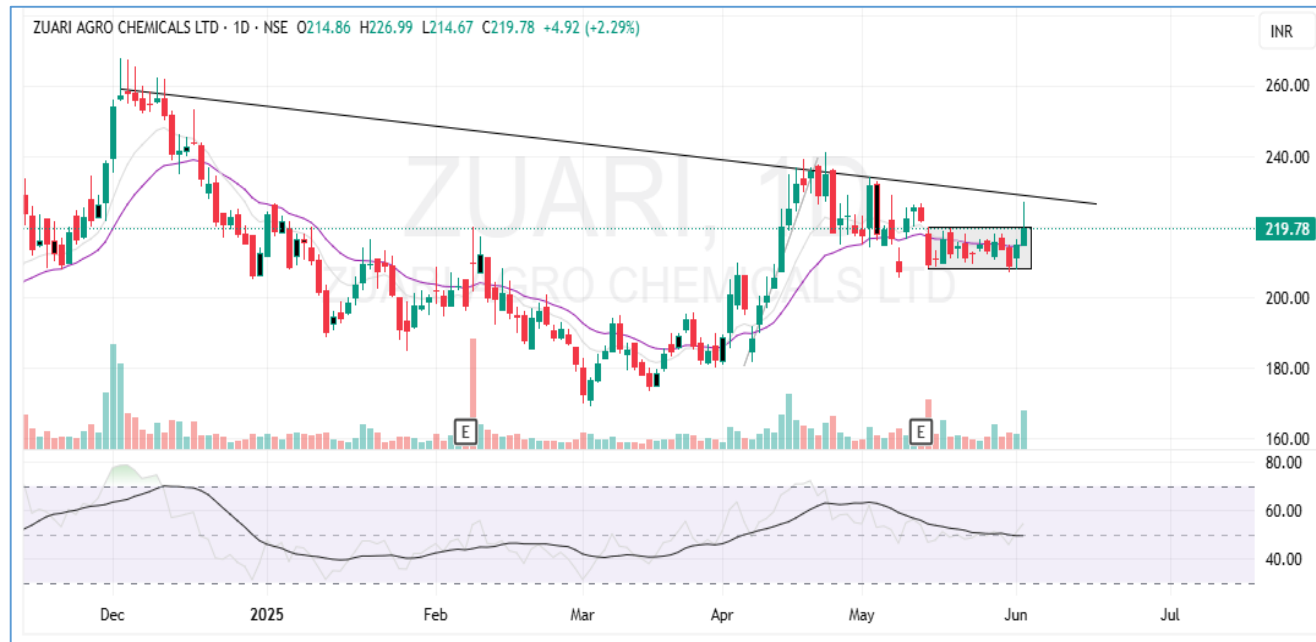 ZUARI AGRO CHEMICALS LTD · 1D · NSE O214.86 H226.99 L214.67 C219.78 +4.92 (+2.29%)
INR
260.00
240.00
ZUARI, 1D
219.78
ZUARI AGRO CHEMICALS LTD
200.00
180.00
E
E
160.00
80.00
60.00
40.00
Dec 2025 Feb Mar Apr May Jun Jul